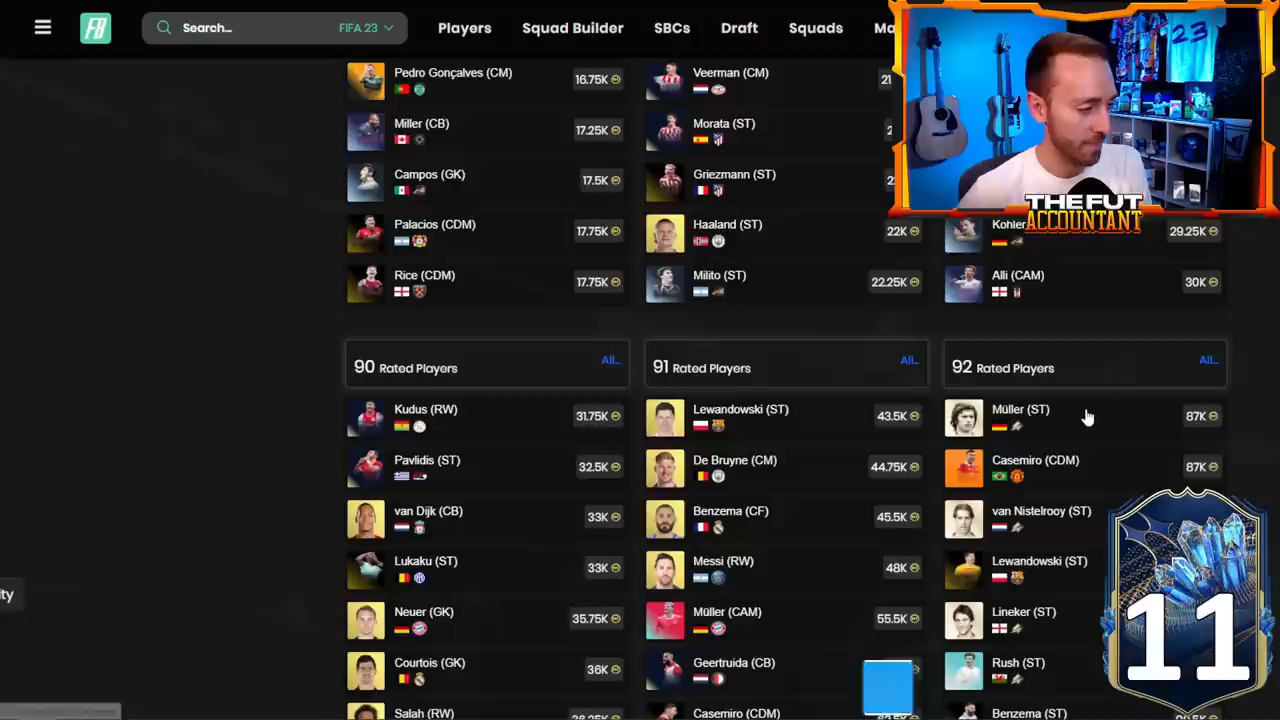 Search...
FIFA 23
Players
Squad Builder
SBCs
Draft
Squads
Ma
23
THE FUT
ACCOUNTANT
Pedro Gonçalves (CM)
16.75K
Miller (CB)
17.25K
Campos (GK)
17.5K
Palacios (CDM)
17.75K
Rice (CDM)
17.75K
Veerman (CM)
21
Morata (ST)
2
Griezmann (ST)
2
Haaland (ST)
22K
Milito (ST)
22.25K
Kohler
29.25K
Alli (CAM)
30K
90 Rated Players
All...
Kudus (RW)
31.75K
Pavlidis (ST)
32.5K
van Dijk (CB)
33K
Lukaku (ST)
33K
Neuer (GK)
35.75K
Courtois (GK)
36K
Salah (RW)
91 Rated Players
All...
Lewandowski (ST)
43.5K
De Bruyne (CM)
44.75K
Benzema (CF)
45.5K
Messi (RW)
48K
Müller (CAM)
55.5K
Geertruida (CB)
Casemiro (CDM)
92 Rated Players
All...
Müller (ST)
87K
Casemiro (CDM)
87K
van Nistelrooy (ST)
Lewandowski (ST)
Lineker (ST)
Rush (ST)
Benzema (ST)
ty
11